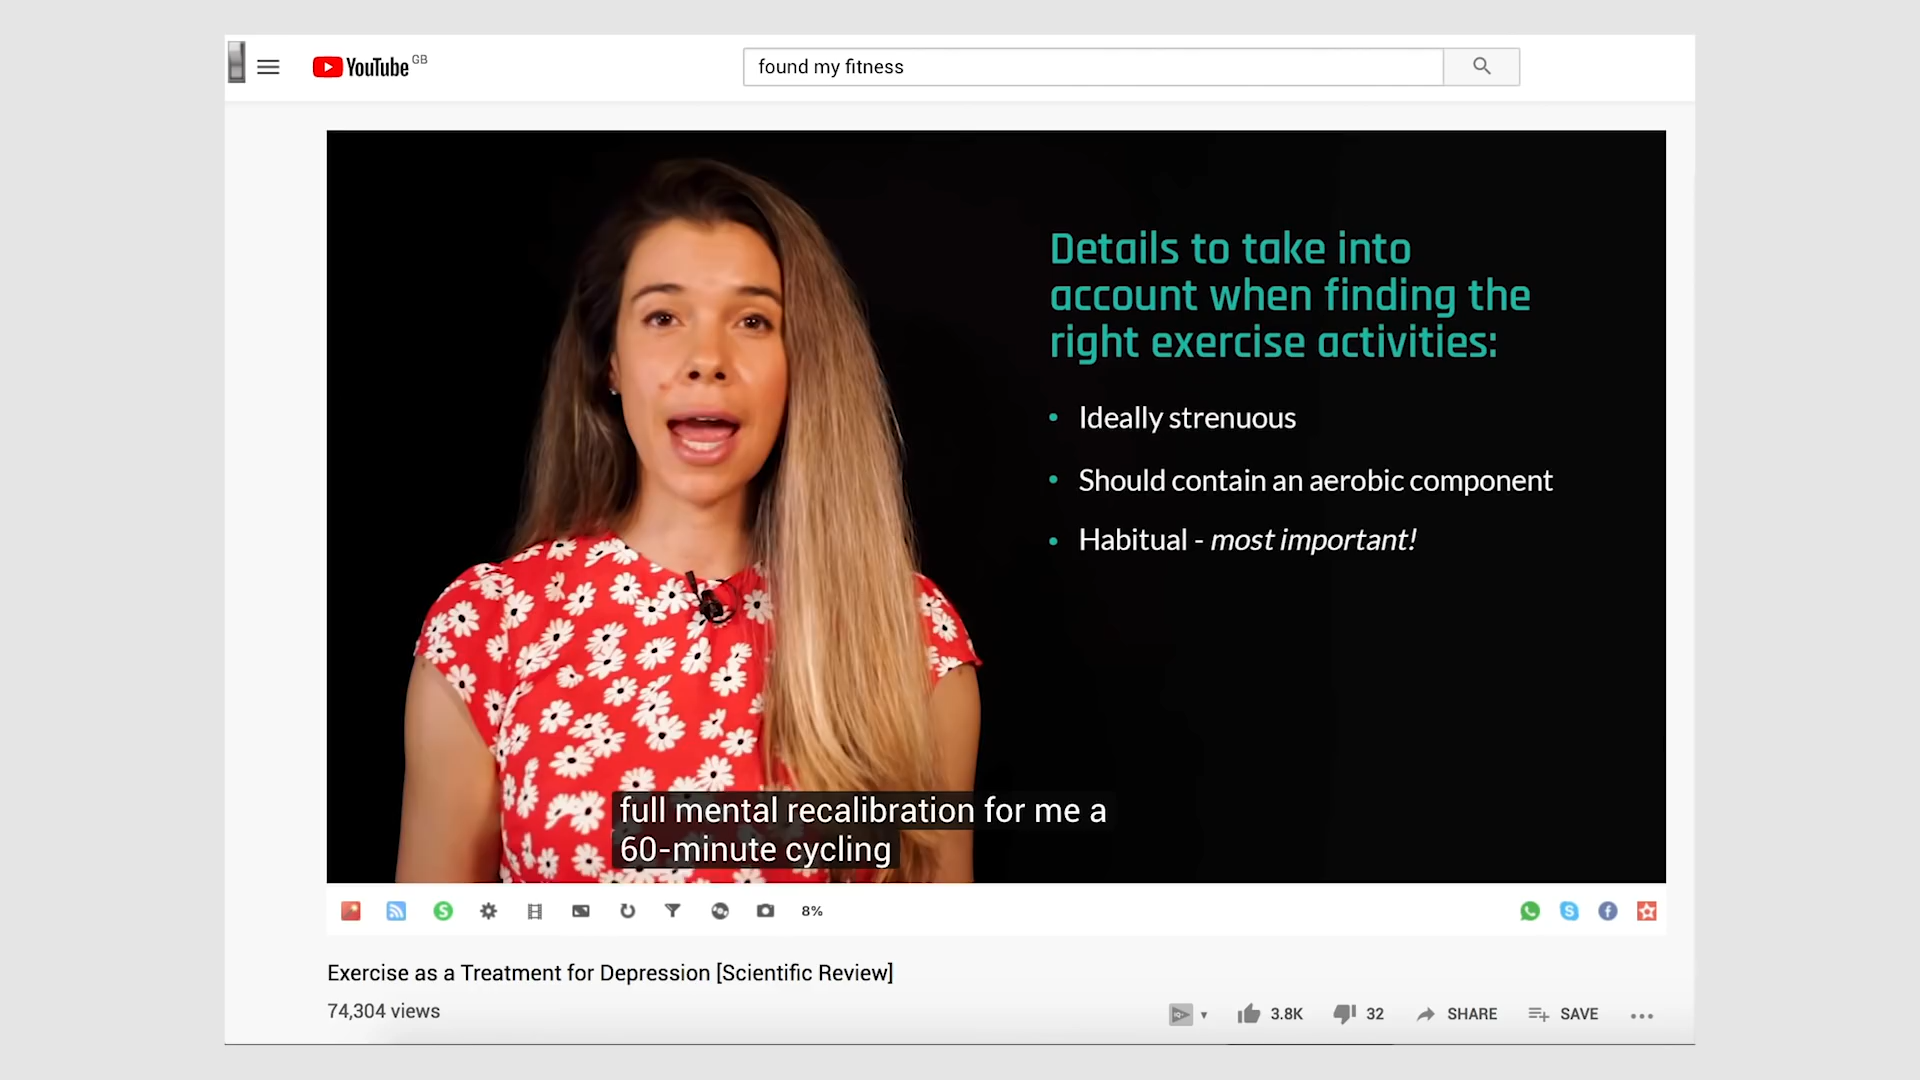 YouTube GB
found my fitness
Details to take into
account when finding the
right exercise activities:
• Ideally strenuous
• Should contain an aerobic component
• Habitual - most important!
full mental recalibration for me a
60-minute cycling
8%
Exercise as a Treatment for Depression [Scientific Review]
74,304 views
3.8K
32
SHARE
SAVE